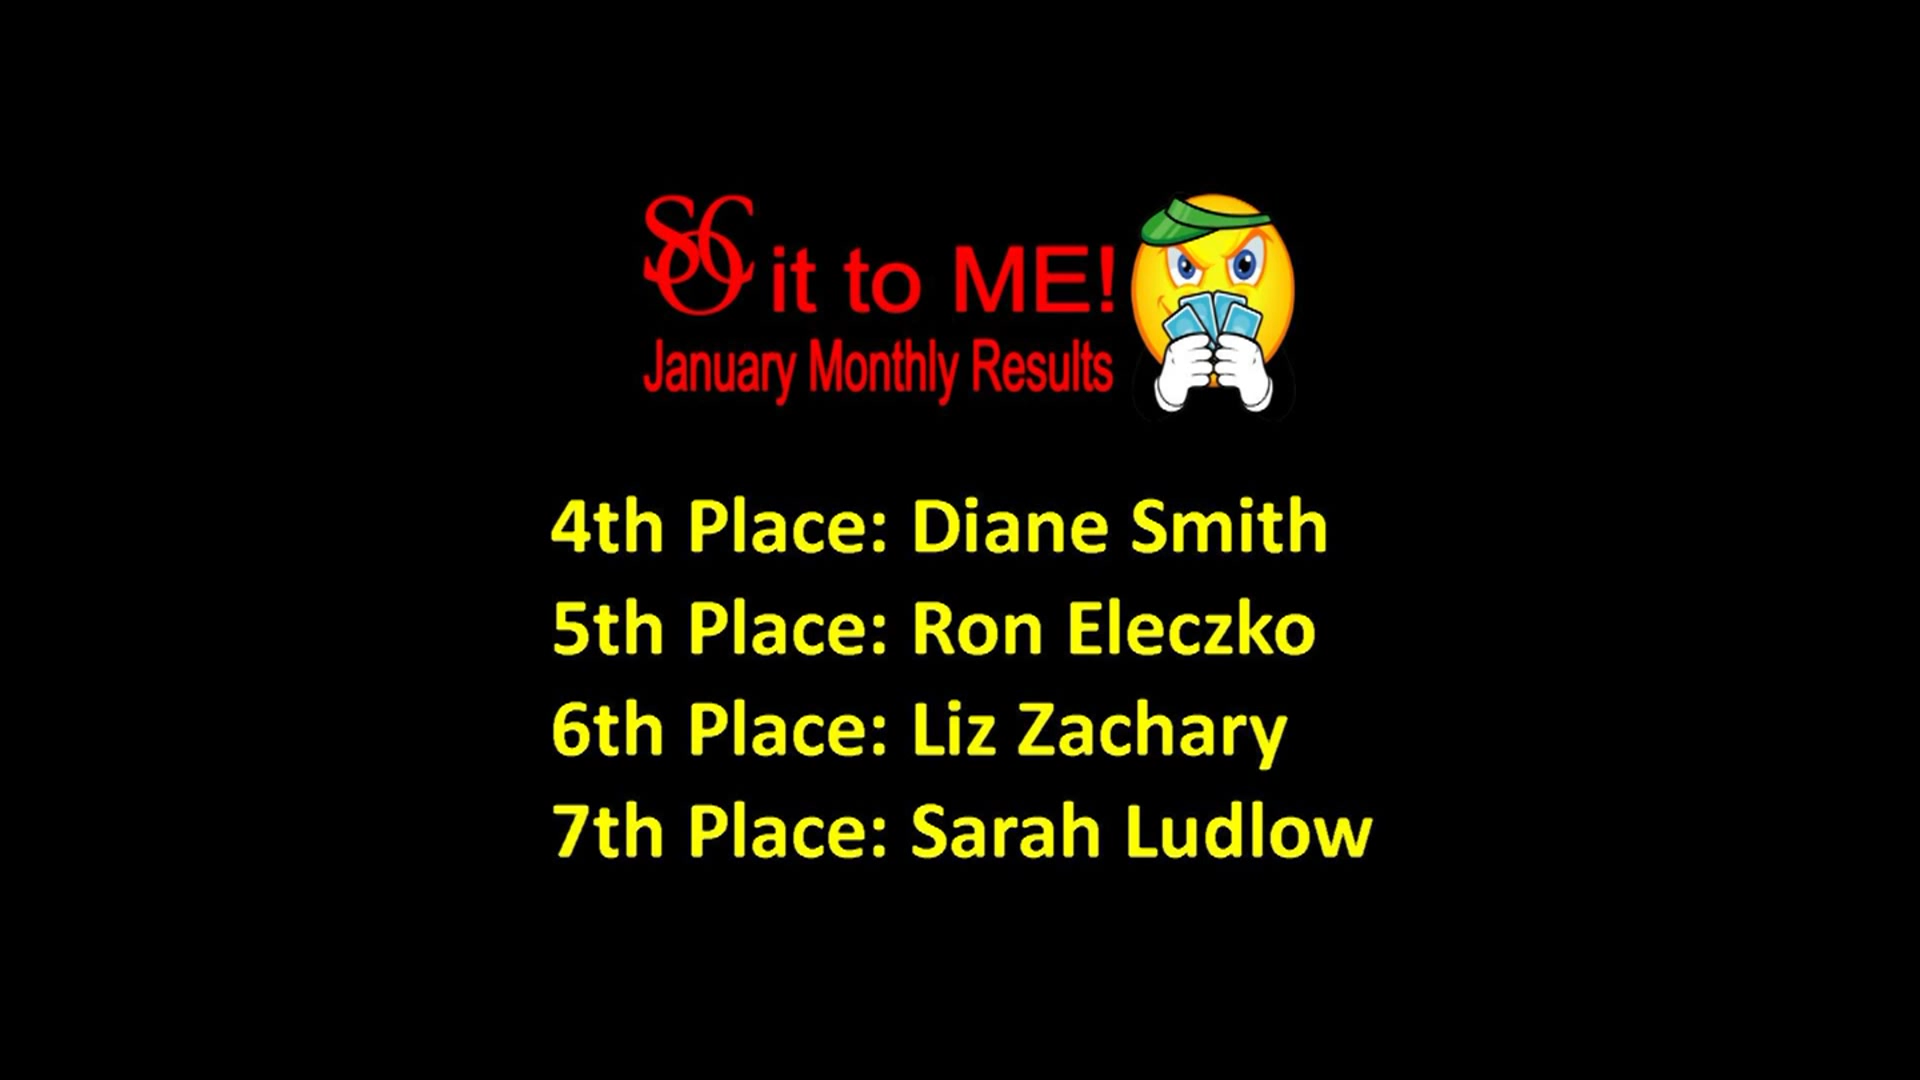 SOC it to ME!
January Monthly Results
4th Place: Diane Smith
5th Place: Ron Eleczko
6th Place: Liz Zachary
7th Place: Sarah Ludlow